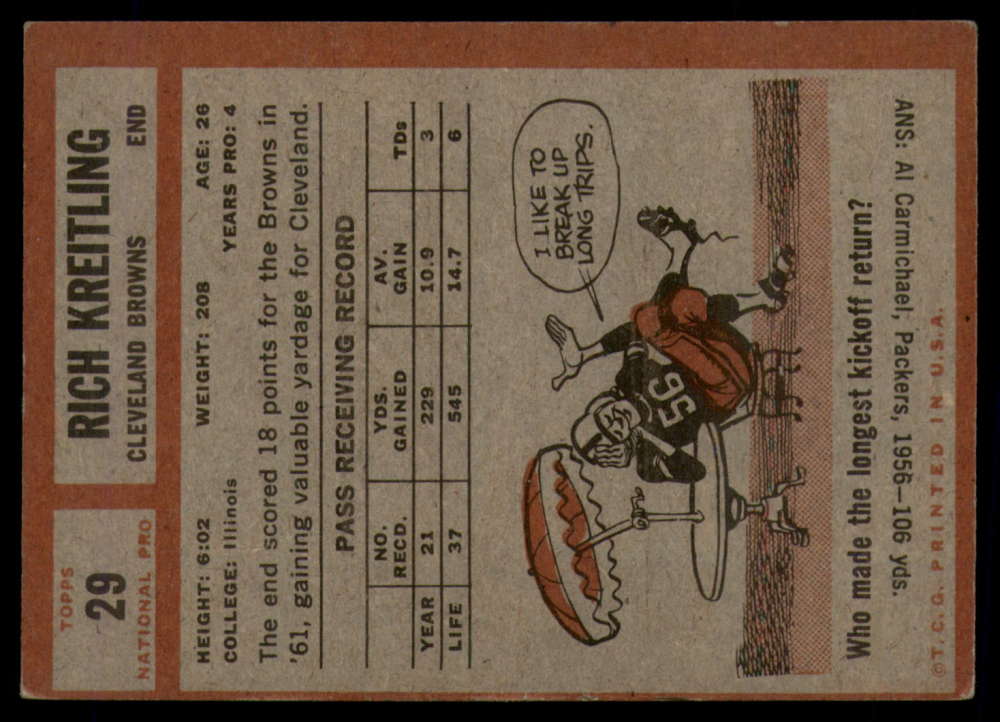 TOPPS
29
NATIONAL PRO
RICH KREITLING
CLEVELAND BROWNS END
HEIGHT: 6:02 WEIGHT: 208 AGE: 26
COLLEGE: Illinois YEARS PRO: 4
The end scored 18 points for the Browns in
'61, gaining valuable yardage for Cleveland.
PASS RECEIVING RECORD
NO. YDS. AV.
RECD. GAINED GAIN TDs
YEAR 21 229 10.9 3
LIFE 37 545 14.7 6
I LIKE TO
BREAK UP
LONG TRIPS.
56
Who made the longest kickoff return?
ANS: Al Carmichael, Packers, 1956—106 yds.
©T.C.G. PRINTED IN U.S.A.